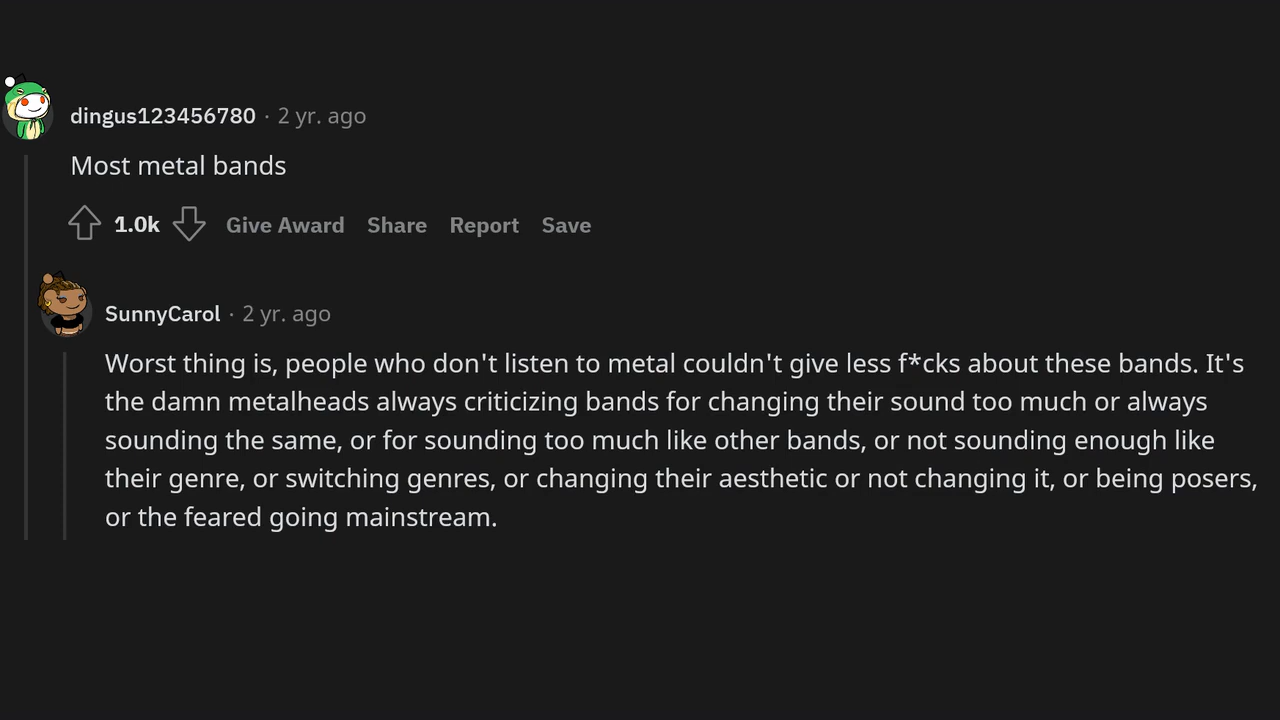 dingus123456780 · 2 yr. ago
Most metal bands
1.0k Give Award Share Report Save
SunnyCarol · 2 yr. ago
Worst thing is, people who don't listen to metal couldn't give less f*cks about these bands. It's
the damn metalheads always criticizing bands for changing their sound too much or always
sounding the same, or for sounding too much like other bands, or not sounding enough like
their genre, or switching genres, or changing their aesthetic or not changing it, or being posers,
or the feared going mainstream.